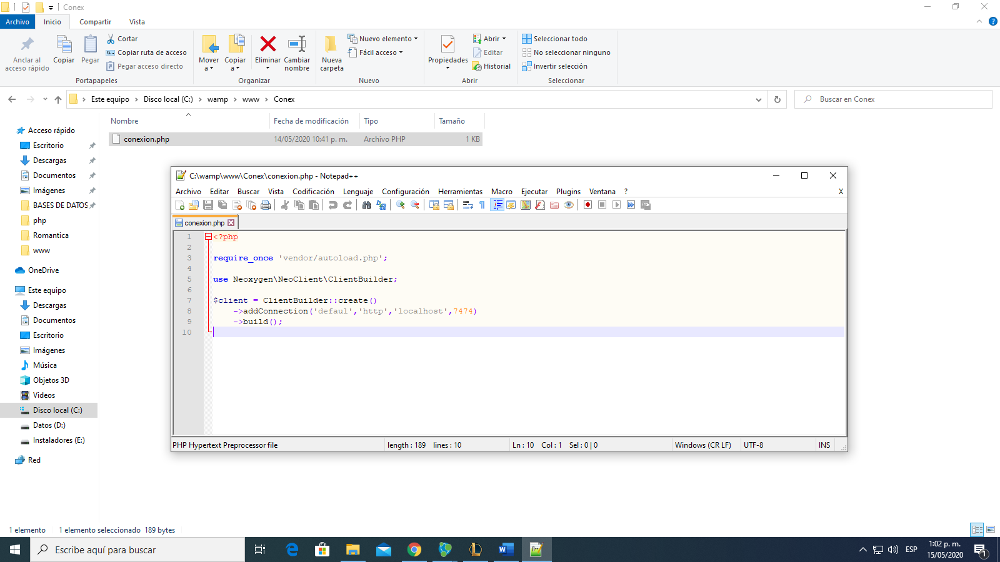 Conex
Archivo Inicio Compartir Vista
Anclar al acceso rápido
Copiar
Pegar
Cortar
Copiar ruta de acceso
Pegar acceso directo
Portapapeles
Mover a
Copiar a
Eliminar
Cambiar nombre
Organizar
Nueva carpeta
Nuevo elemento
Fácil acceso
Nuevo
Propiedades
Abrir
Editar
Historial
Abrir
Seleccionar todo
No seleccionar ninguno
Invertir selección
Seleccionar
Este equipo › Disco local (C:) › wamp › www › Conex
Buscar en Conex
Nombre Fecha de modificación Tipo Tamaño
conexion.php 14/05/2020 10:41 p. m. Archivo PHP 1 KB
Acceso rápido
Escritorio
Descargas
Documentos
Imágenes
BASES DE DATOS
php
Romantica
www
OneDrive
Este equipo
Descargas
Documentos
Escritorio
Imágenes
Música
Objetos 3D
Videos
Disco local (C:)
Datos (D:)
Instaladores (E:)
Red
C:\wamp\www\Conex\conexion.php - Notepad++
Archivo Editar Buscar Vista Codificación Lenguaje Configuración Herramientas Macro Ejecutar Plugins Ventana ? X
conexion.php
1 <?php
2
3 require_once 'vendor/autoload.php';
4
5 use Neoxygen\NeoClient\ClientBuilder;
6
7 $client = ClientBuilder::create()
8 ->addConnection('defaul','http','localhost',7474)
9 ->build();
10
PHP Hypertext Preprocessor file length : 189 lines : 10 Ln : 10 Col : 1 Sel : 0 | 0 Windows (CR LF) UTF-8 INS
1 elemento 1 elemento seleccionado 189 bytes
Escribe aquí para buscar
ESP
1:02 p. m.
15/05/2020
1